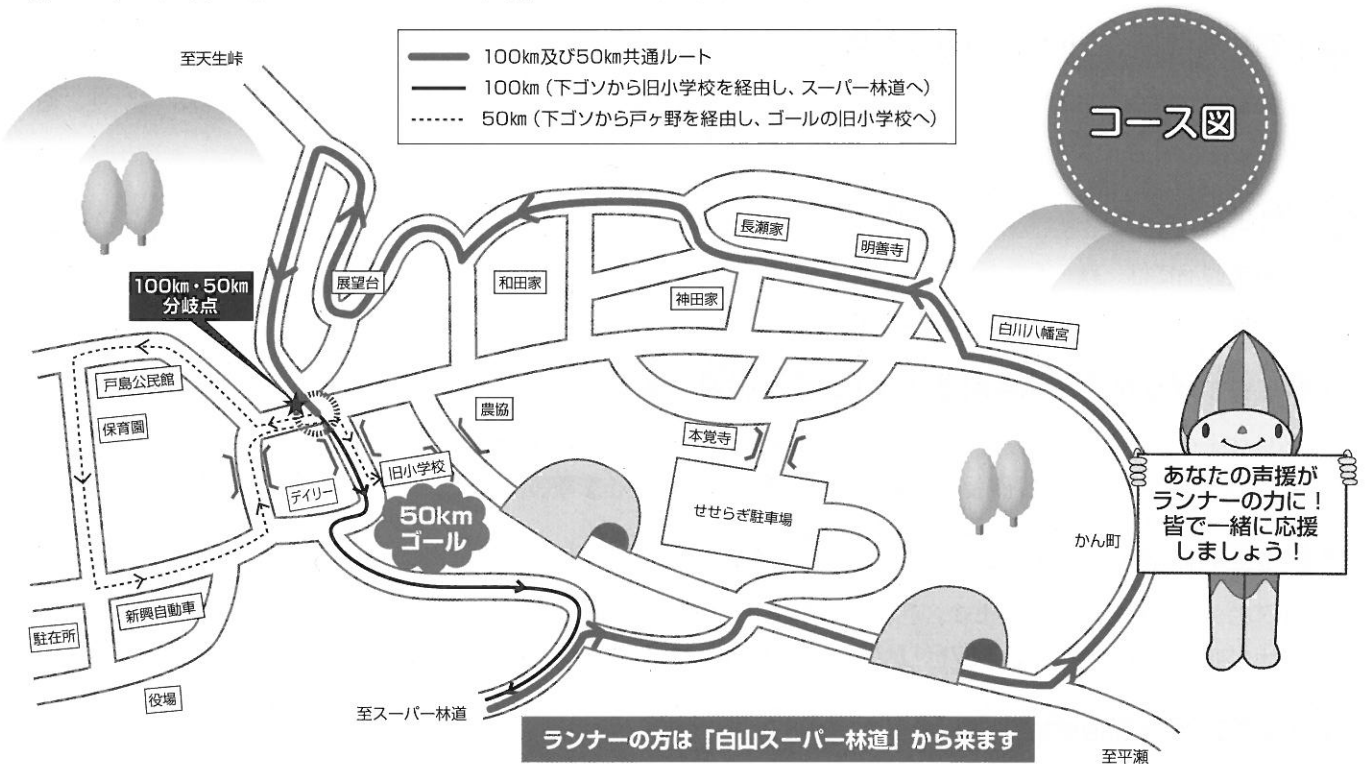 コース図
100km及び50km共通ルート
100km（下ゴソから旧小学校を経由し、スーパー林道へ）
50km（下ゴソから戸ヶ野を経由し、ゴールの旧小学校へ）
至天生峠
長瀬家
明善寺
展望台
和田家
神田家
100km・50km
分岐点
白川八幡宮
戸島公民館
保育園
農協
本覚寺
旧小学校
デイリー
50km
ゴール
せせらぎ駐車場
かん町
あなたの声援が
ランナーの力に！
皆で一緒に応援
しましょう！
新興自動車
駐在所
役場
至スーパー林道
ランナーの方は「白山スーパー林道」から来ます
至平瀬